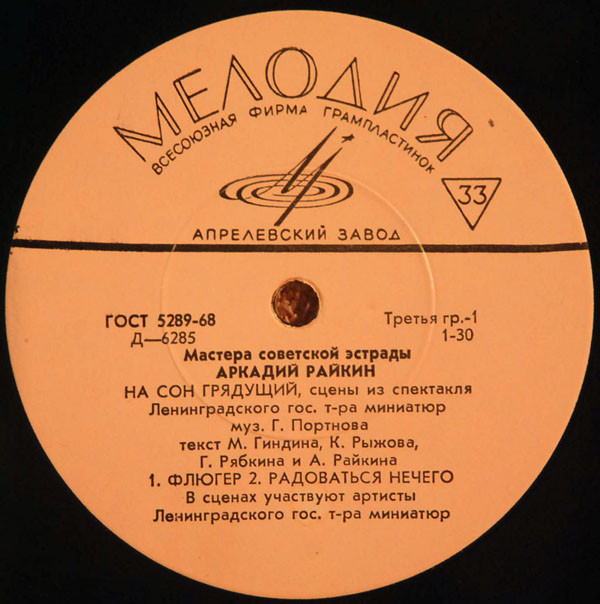 МЕЛОДИЯ
ВСЕСОЮЗНАЯ ФИРМА ГРАМПЛАСТИНОК
33
АПРЕЛЕВСКИЙ ЗАВОД
ГОСТ 5289-68 Третья гр.-1
Д—6285 1-30
Мастера советской эстрады
АРКАДИЙ РАЙКИН
НА СОН ГРЯДУЩИЙ, сцены из спектакля
Ленинградского гос. т-ра миниатюр
муз. Г. Портнова
текст М. Гиндина, К. Рыжова,
Г. Рябкина и А. Райкина
1. ФЛЮГЕР 2. РАДОВАТЬСЯ НЕЧЕГО
В сценах участвуют артисты
Ленинградского гос. т-ра миниатюр